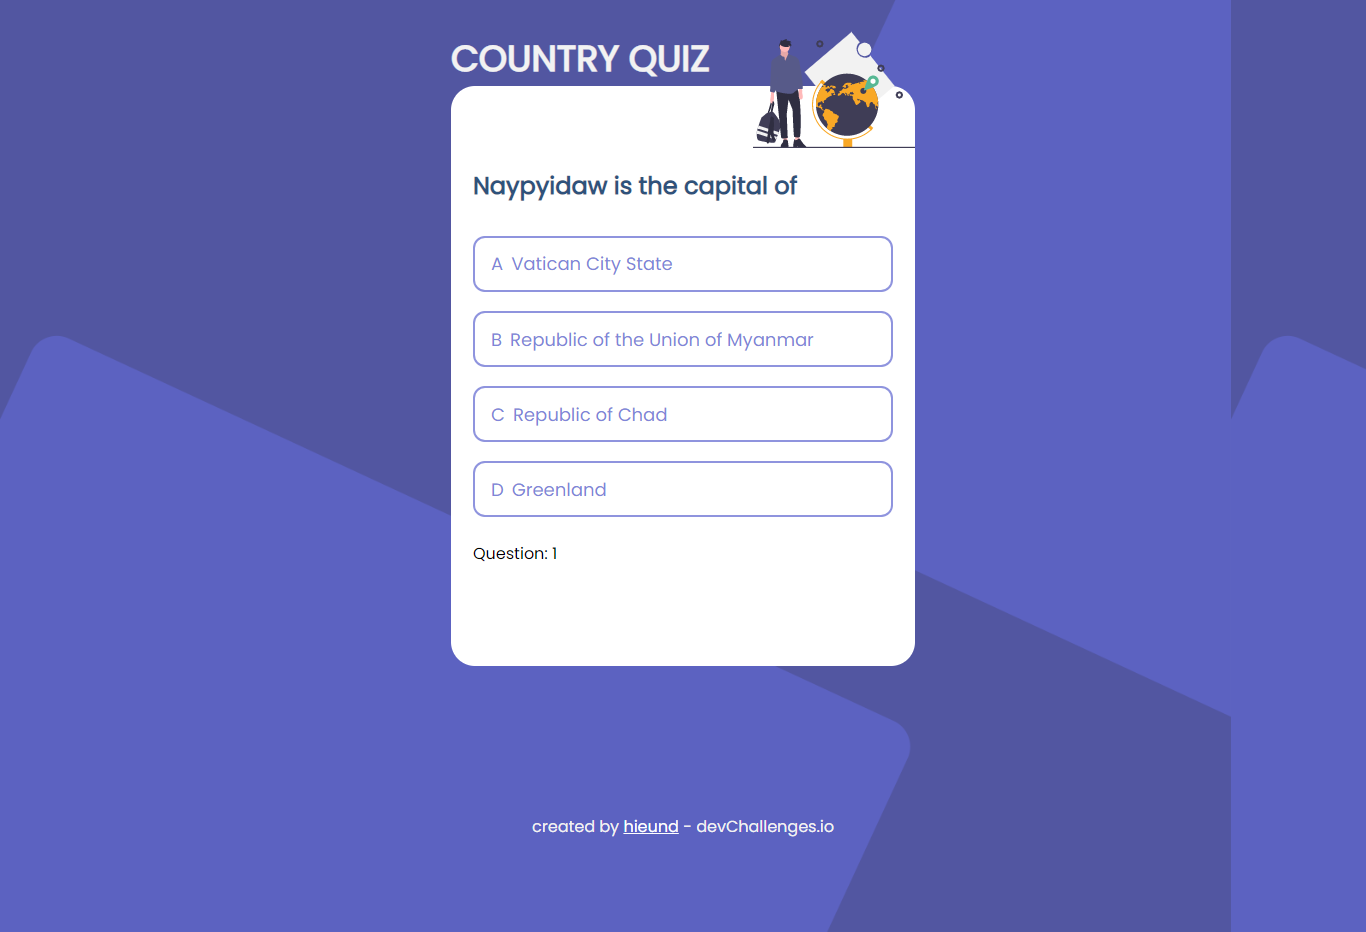 COUNTRY QUIZ
Naypyidaw is the capital of
A Vatican City State
B Republic of the Union of Myanmar
C Republic of Chad
D Greenland
Question: 1
created by hieund - devChallenges.io